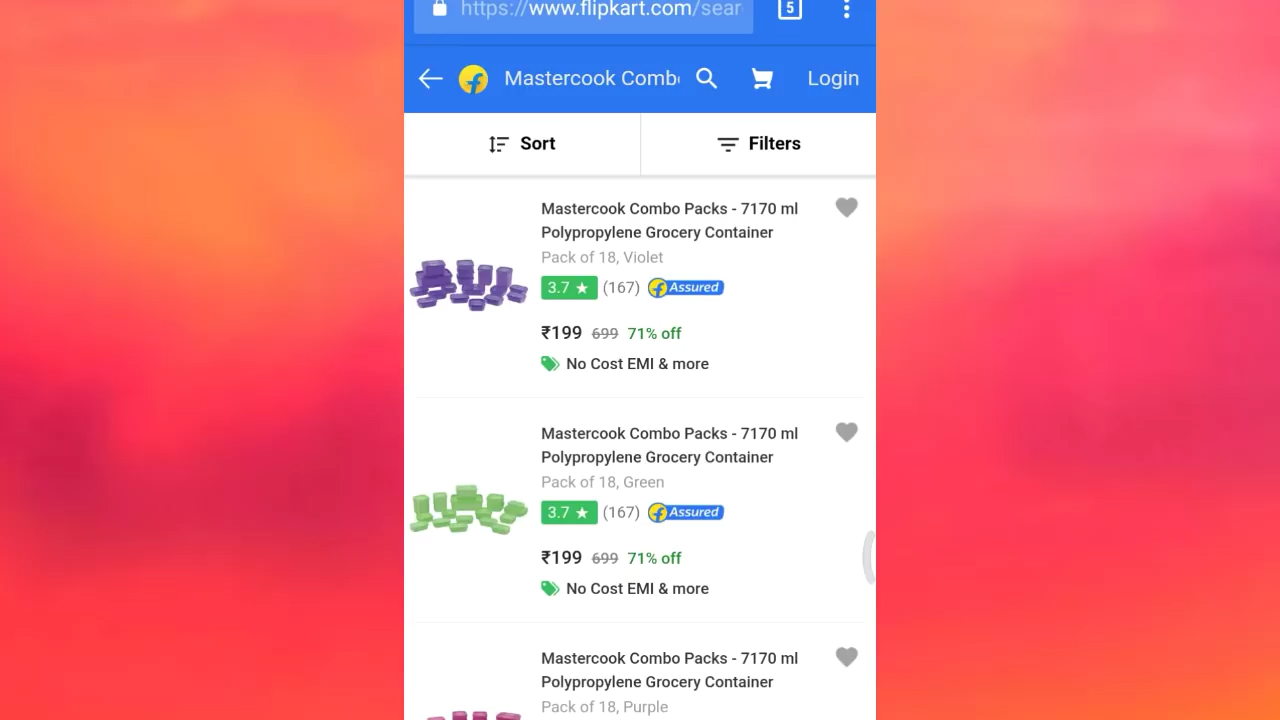 https://www.flipkart.com/sear
5
Mastercook Comb
Login
Sort
Filters
Mastercook Combo Packs - 7170 ml
Polypropylene Grocery Container
Pack of 18, Violet
3.7 ★ (167) Assured
₹199 699 71% off
No Cost EMI & more
Mastercook Combo Packs - 7170 ml
Polypropylene Grocery Container
Pack of 18, Green
3.7 ★ (167) Assured
₹199 699 71% off
No Cost EMI & more
Mastercook Combo Packs - 7170 ml
Polypropylene Grocery Container
Pack of 18, Purple